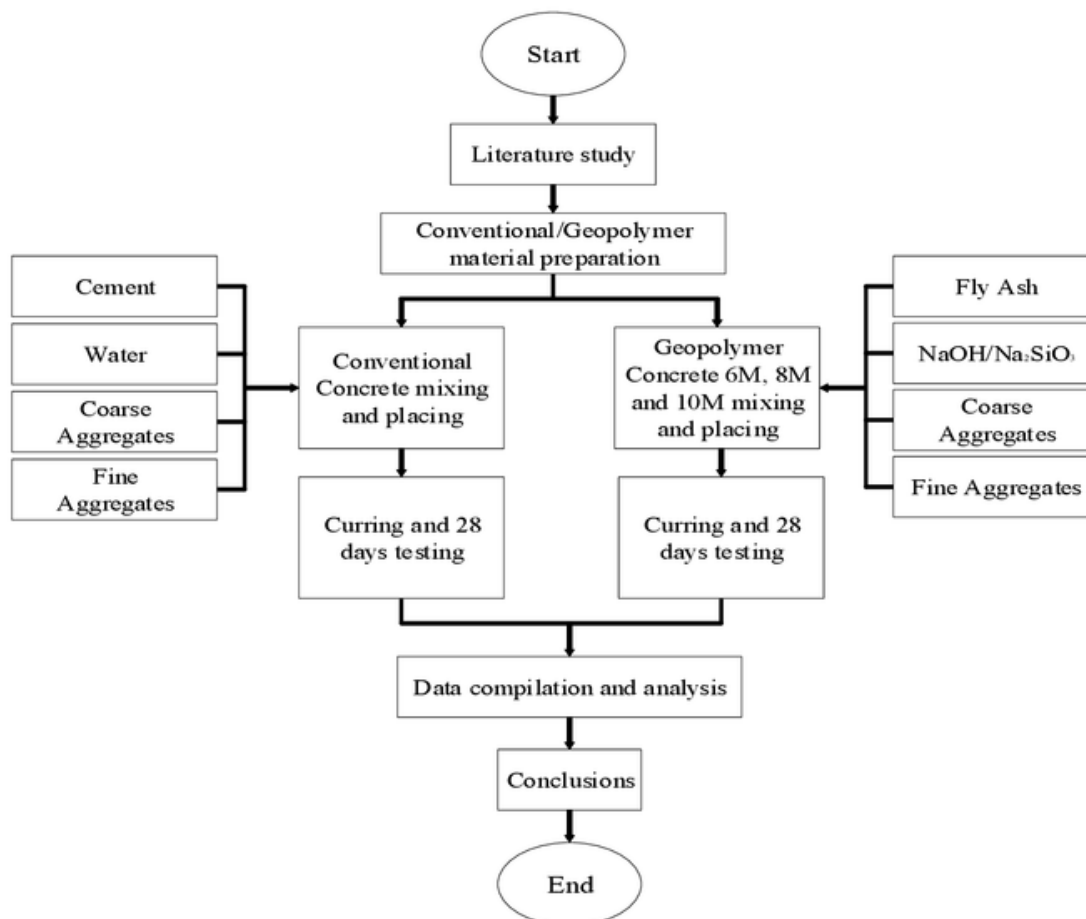 Start
Literature study
Conventional/Geopolymer
material preparation
Cement
Water
Coarse
Aggregates
Fine
Aggregates
Conventional
Concrete mixing
and placing
Geopolymer
Concrete 6M, 8M
and 10M mixing
and placing
Fly Ash
NaOH/Na₂SiO₃
Coarse
Aggregates
Fine Aggregates
Curring and 28
days testing
Curring and 28
days testing
Data compilation and analysis
Conclusions
End